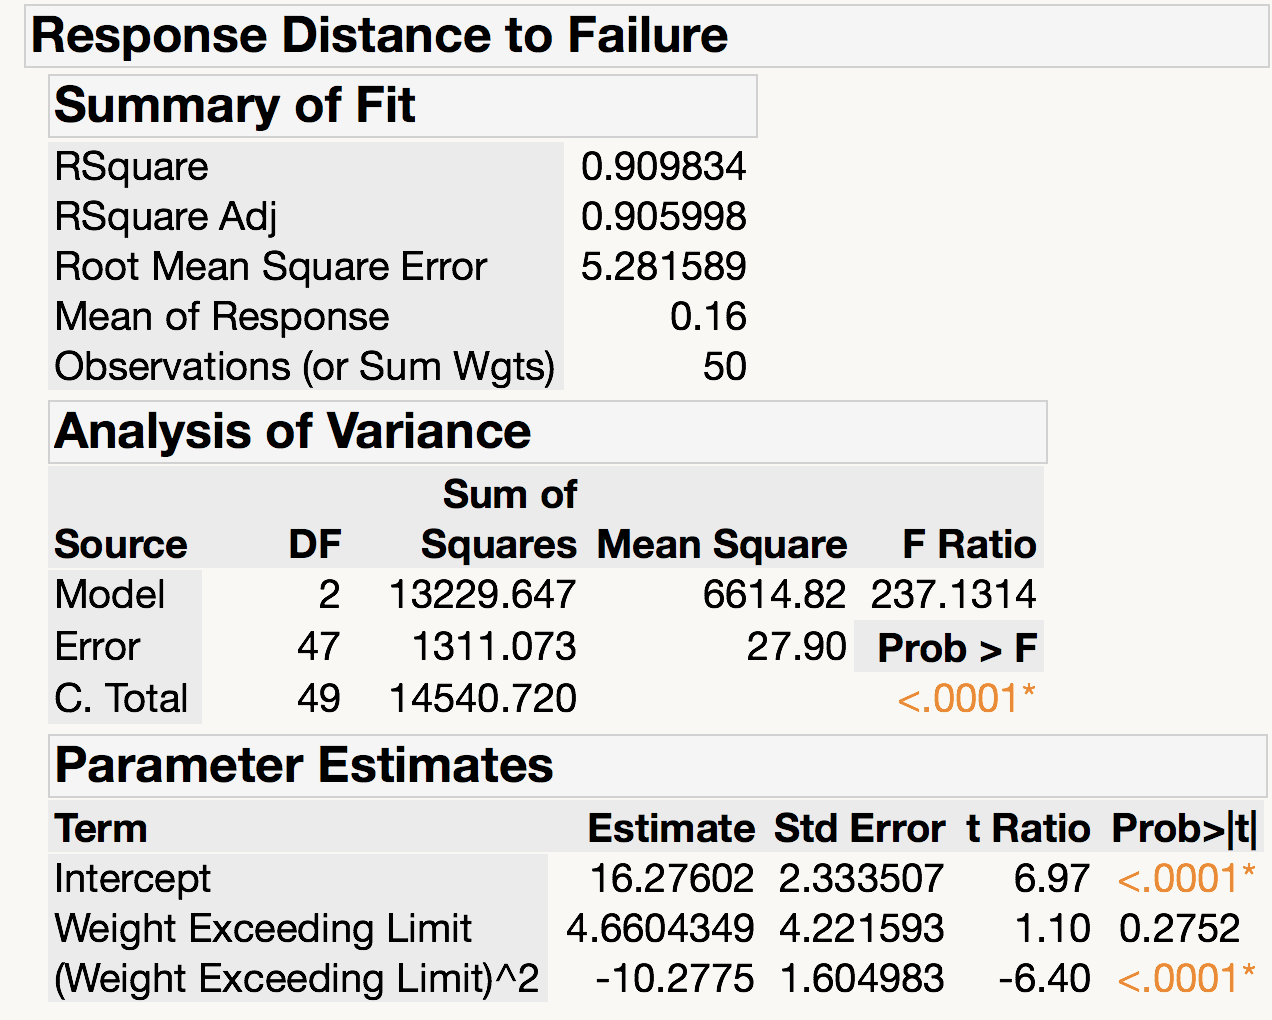 Response Distance to Failure
Summary of Fit
RSquare 0.909834
RSquare Adj 0.905998
Root Mean Square Error 5.281589
Mean of Response 0.16
Observations (or Sum Wgts) 50
Analysis of Variance
Sum of
Source DF Squares Mean Square F Ratio
Model 2 13229.647 6614.82 237.1314
Error 47 1311.073 27.90 Prob > F
C. Total 49 14540.720 <.0001*
Parameter Estimates
Term Estimate Std Error t Ratio Prob>|t|
Intercept 16.27602 2.333507 6.97 <.0001*
Weight Exceeding Limit 4.6604349 4.221593 1.10 0.2752
(Weight Exceeding Limit)^2 -10.2775 1.604983 -6.40 <.0001*